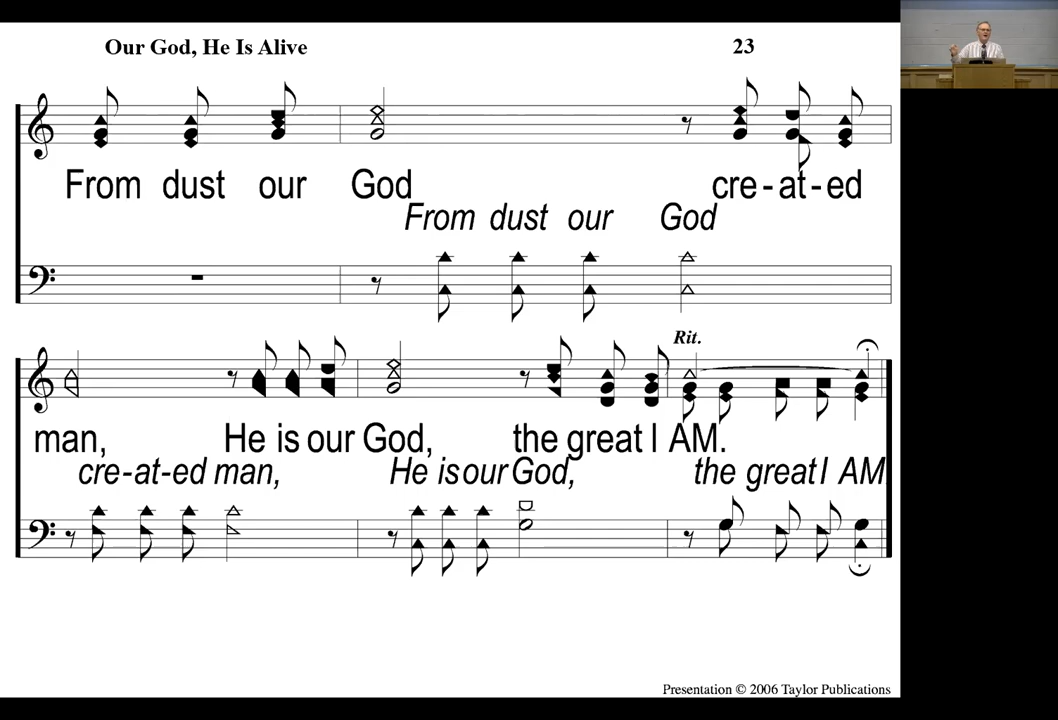 Our God, He Is Alive 23
From dust our God cre-at-ed
From dust our God
Rit.
man, He is our God, the great I AM.
cre-at-ed man, He is our God, the great I AM
Presentation © 2006 Taylor Publications